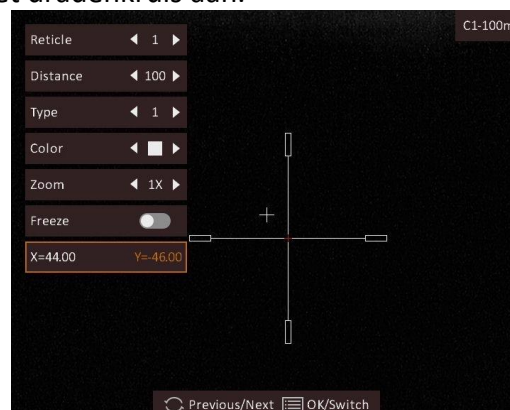 C1-100m
Reticle 1
Distance 100
Type 1
Color
Zoom 1X
Freeze
X=44.00 Y=-46.00
Previous/Next OK/Switch